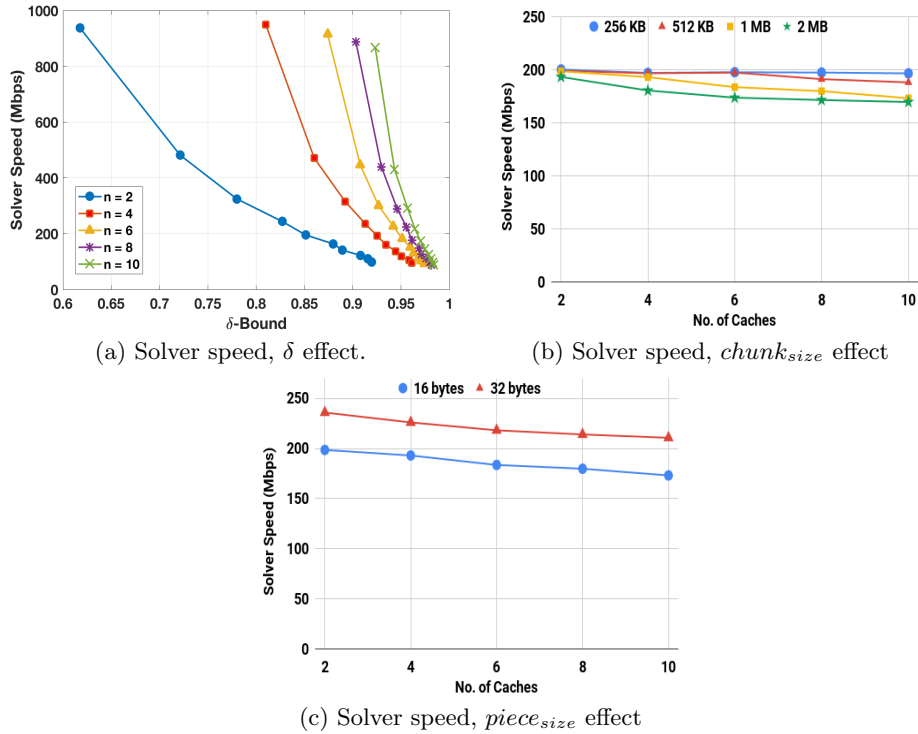 1000
800
600
400
200
0
Solver Speed (Mbps)
n = 2
n = 4
n = 6
n = 8
n = 10
0.6 0.65 0.7 0.75 0.8 0.85 0.9 0.95 1
δ-Bound
(a) Solver speed, δ effect.
256 KB 512 KB 1 MB 2 MB
250
200
150
100
50
0
Solver Speed (Mbps)
2 4 6 8 10
No. of Caches
(b) Solver speed, chunksize effect
16 bytes 32 bytes
250
200
150
100
50
0
Solver Speed (Mbps)
2 4 6 8 10
No. of Caches
(c) Solver speed, piecesize effect